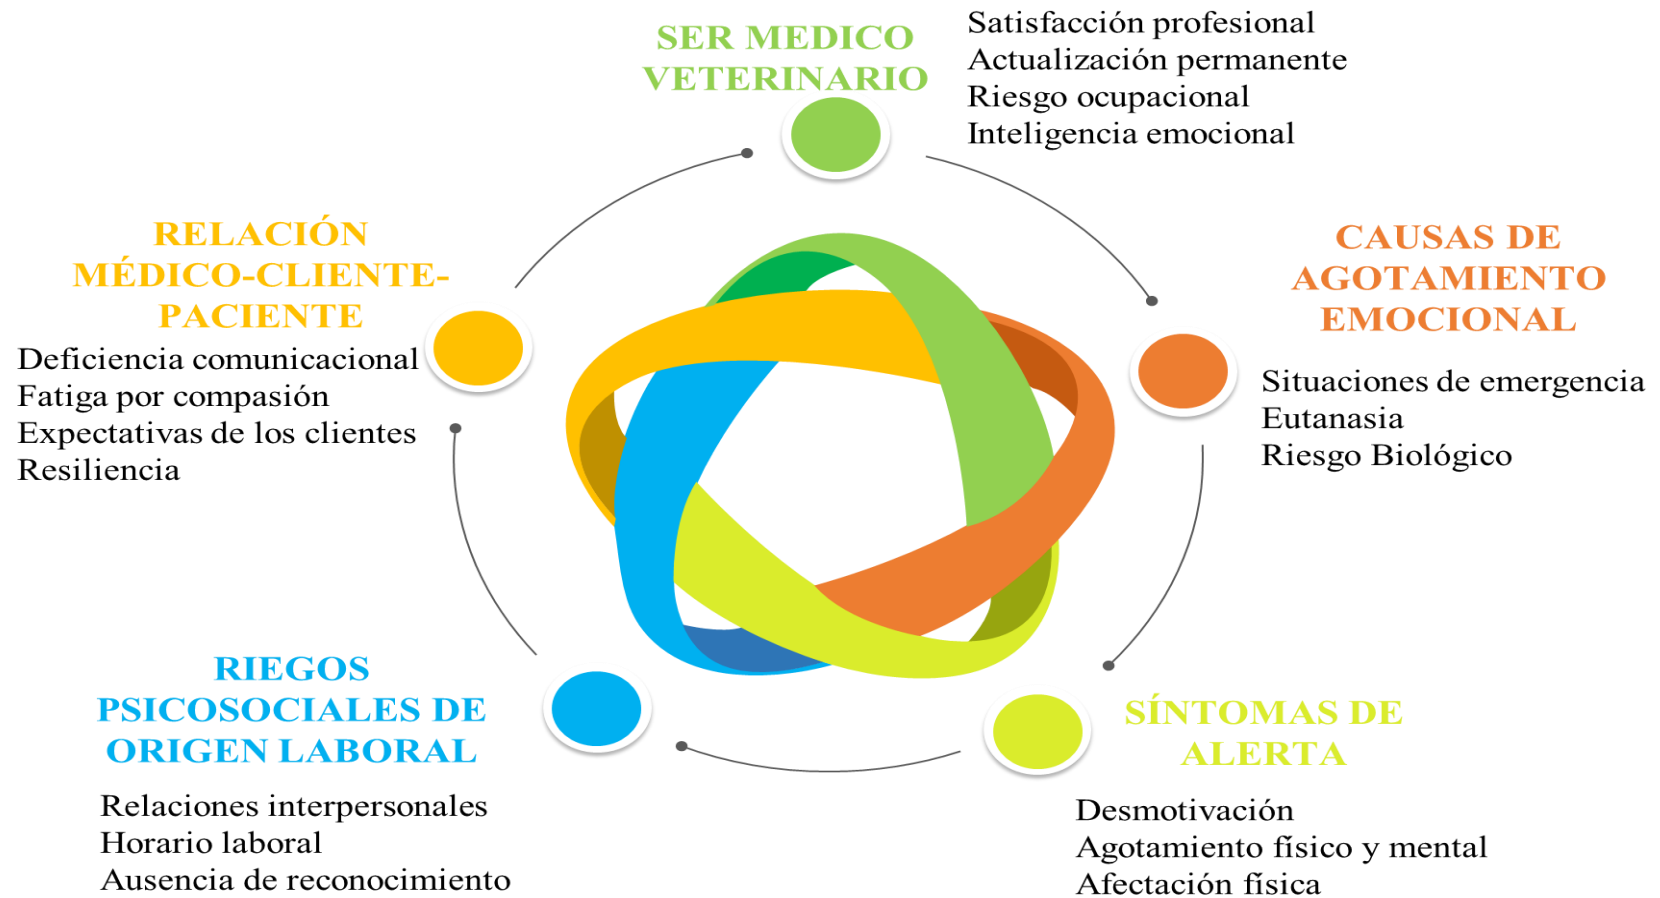 SER MEDICO
VETERINARIO
Satisfacción profesional
Actualización permanente
Riesgo ocupacional
Inteligencia emocional
CAUSAS DE
AGOTAMIENTO
EMOCIONAL
Situaciones de emergencia
Eutanasia
Riesgo Biológico
SÍNTOMAS DE
ALERTA
Desmotivación
Agotamiento físico y mental
Afectación física
RIEGOS
PSICOSOCIALES DE
ORIGEN LABORAL
Relaciones interpersonales
Horario laboral
Ausencia de reconocimiento
RELACIÓN
MÉDICO-CLIENTE-
PACIENTE
Deficiencia comunicacional
Fatiga por compasión
Expectativas de los clientes
Resiliencia